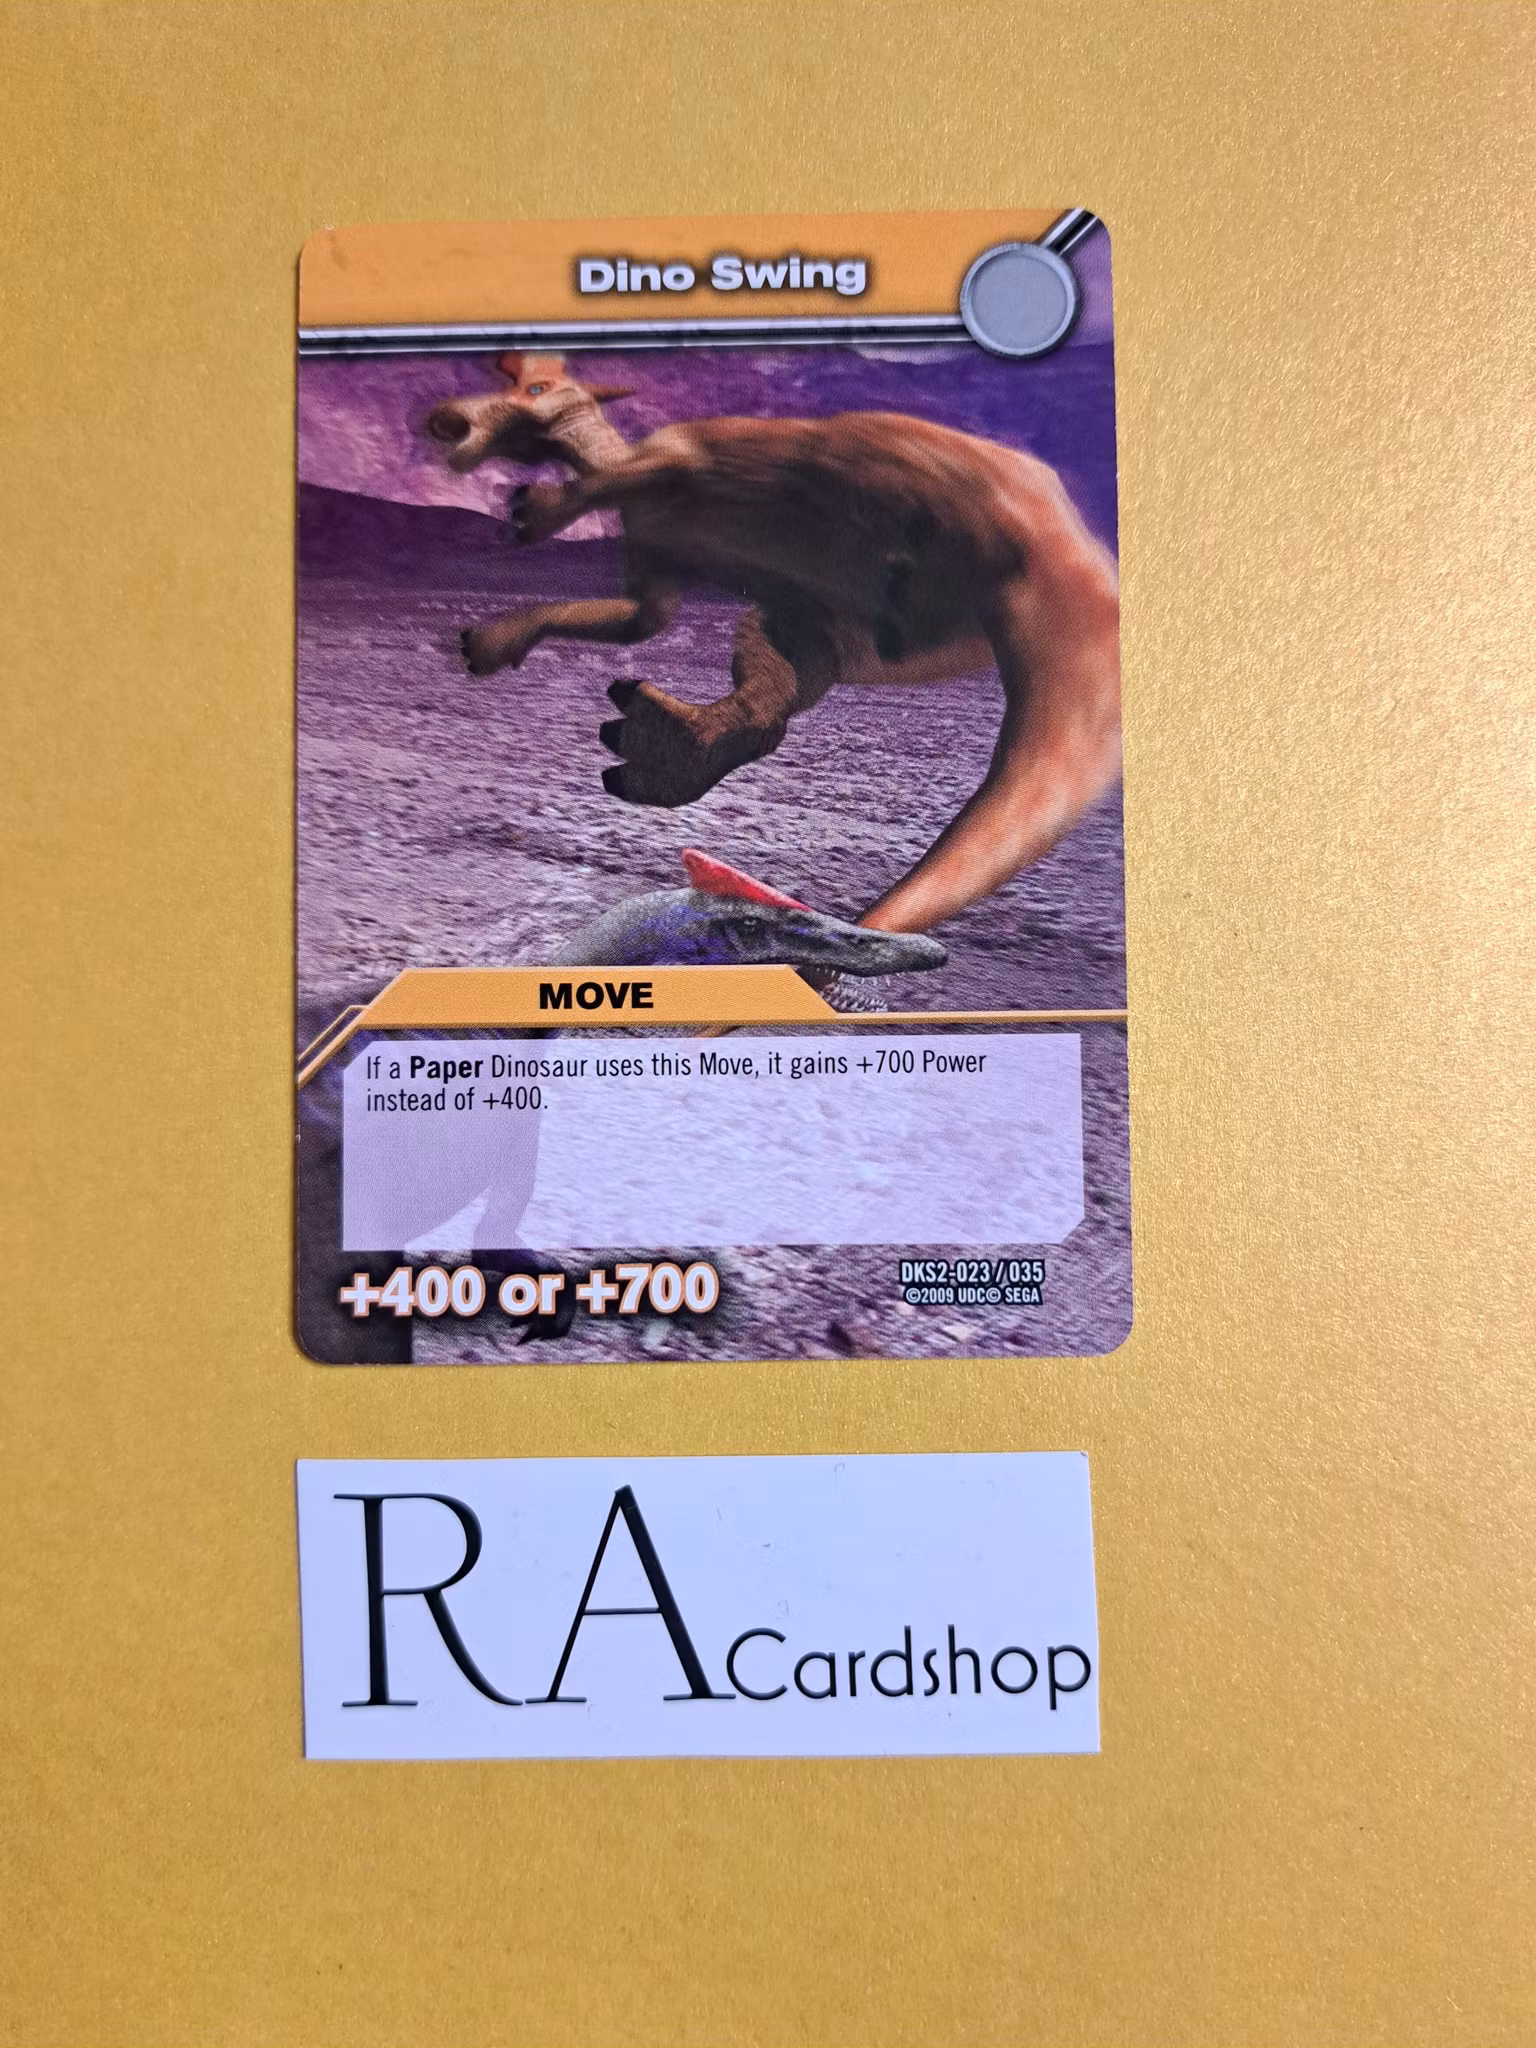 Dino Swing
MOVE
If a Paper Dinosaur uses this Move, it gains +700 Power
instead of +400.
+400 or +700
DKS2-023/035
©2009 UDC© SEGA
RA Cardshop